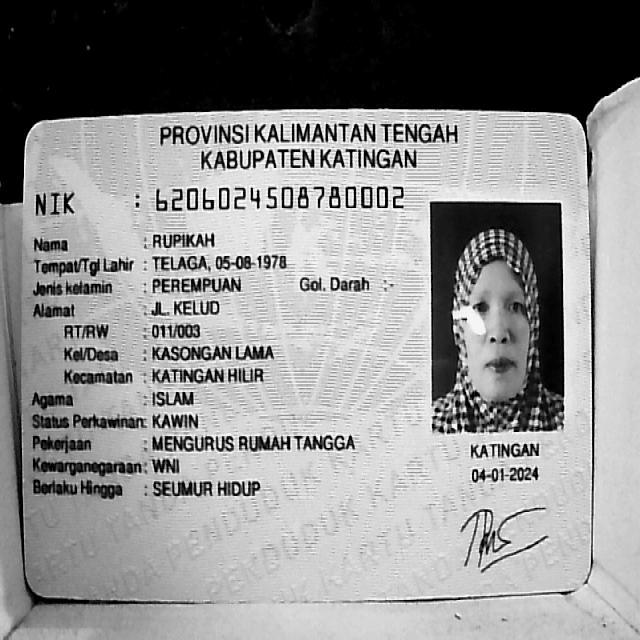 PROVINSI KALIMANTAN TENGAH
KABUPATEN KATINGAN
NIK : 6206024508780002
Nama : RUPIKAH
Tempat/Tgl Lahir : TELAGA, 05-08-1978
Jenis kelamin : PEREMPUAN Gol. Darah :-
Alamat : JL. KELUD
RT/RW : 011/003
Kel/Desa : KASONGAN LAMA
Kecamatan : KATINGAN HILIR
Agama : ISLAM
Status Perkawinan: KAWIN
Pekerjaan : MENGURUS RUMAH TANGGA
Kewarganegaraan: WNI
Berlaku Hingga : SEUMUR HIDUP
KATINGAN
04-01-2024